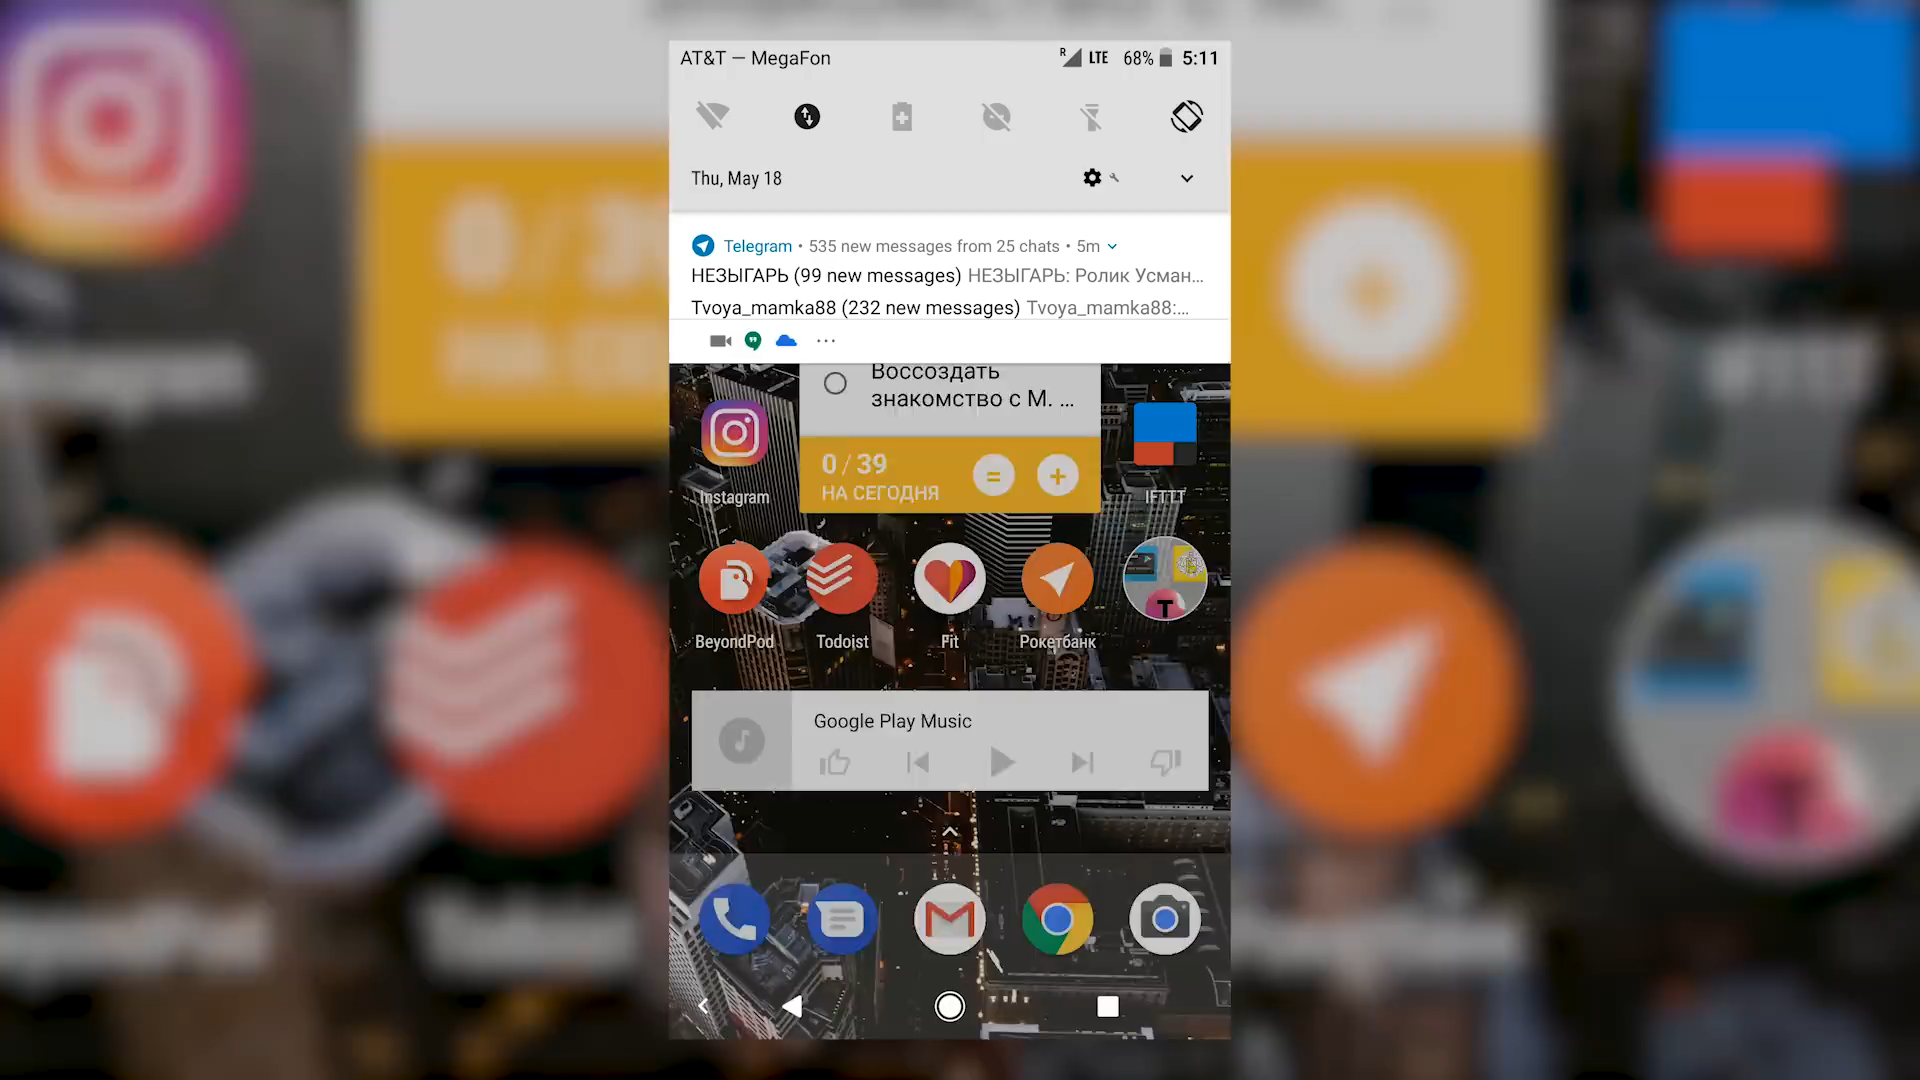 AT&T — MegaFon
R LTE 68% 5:11
Thu, May 18
Telegram • 535 new messages from 25 chats • 5m
НЕЗЫГАРЬ (99 new messages) НЕЗЫГАРЬ: Ролик Усман...
Tvoya_mamka88 (232 new messages) Tvoya_mamka88:...
Воссоздать
знакомство с М. ...
0 / 39
НА СЕГОДНЯ
Instagram
IFTTT
BeyondPod
Todoist
Fit
Рокетбанк
Google Play Music